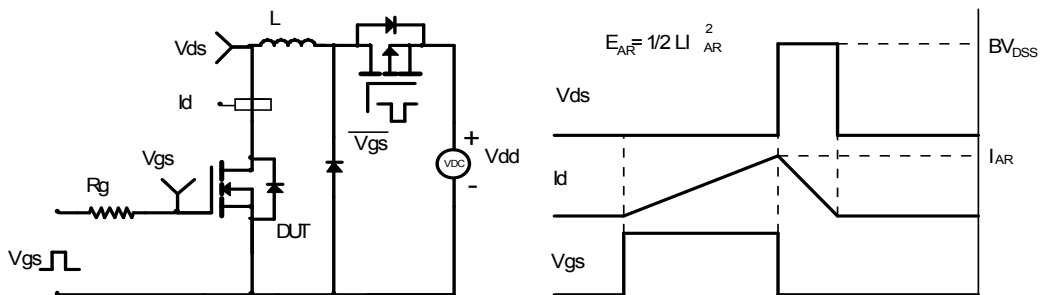 L
Vds
Id
Vgs
Vgs
+
VDC
Vdd
-
Rg
DUT
Vgs
E_AR= 1/2 LI²_AR
BV_DSS
Vds
I_AR
Id
Vgs